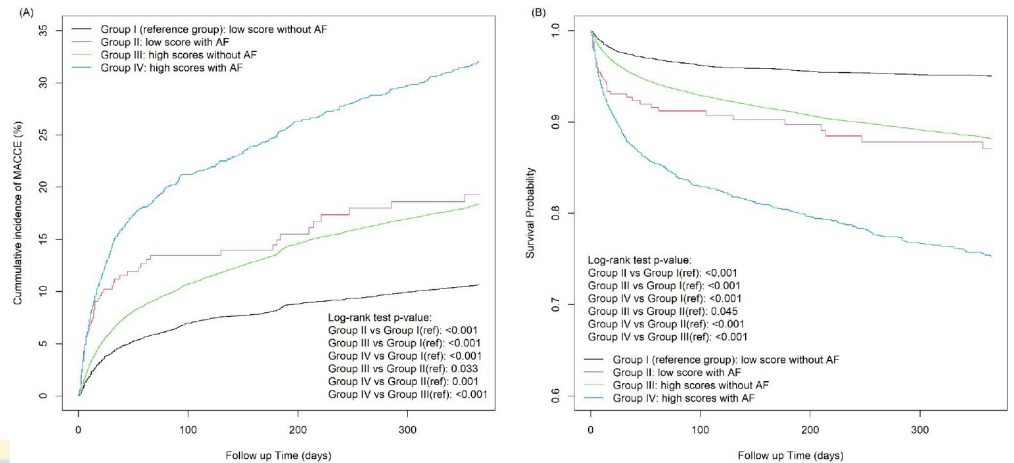 (A)
Cummulative incidence of MACCE (%)
35
30
25
20
15
10
5
0
Group I (reference group): low score without AF
Group II: low score with AF
Group III: high scores without AF
Group IV: high scores with AF
Log-rank test p-value:
Group II vs Group I(ref): <0.001
Group III vs Group I(ref): <0.001
Group IV vs Group I(ref): <0.001
Group III vs Group II(ref): 0.033
Group IV vs Group II(ref): 0.001
Group IV vs Group III(ref): <0.001
0 100 200 300
Follow up Time (days)
(B)
Survival Probability
1.0
0.9
0.8
0.7
0.6
Log-rank test p-value:
Group II vs Group I(ref): <0.001
Group III vs Group I(ref): <0.001
Group IV vs Group I(ref): <0.001
Group III vs Group II(ref): 0.045
Group IV vs Group II(ref): <0.001
Group IV vs Group III(ref): <0.001
Group I (reference group): low score without AF
Group II: low score with AF
Group III: high scores without AF
Group IV: high scores with AF
0 100 200 300
Follow up Time (days)